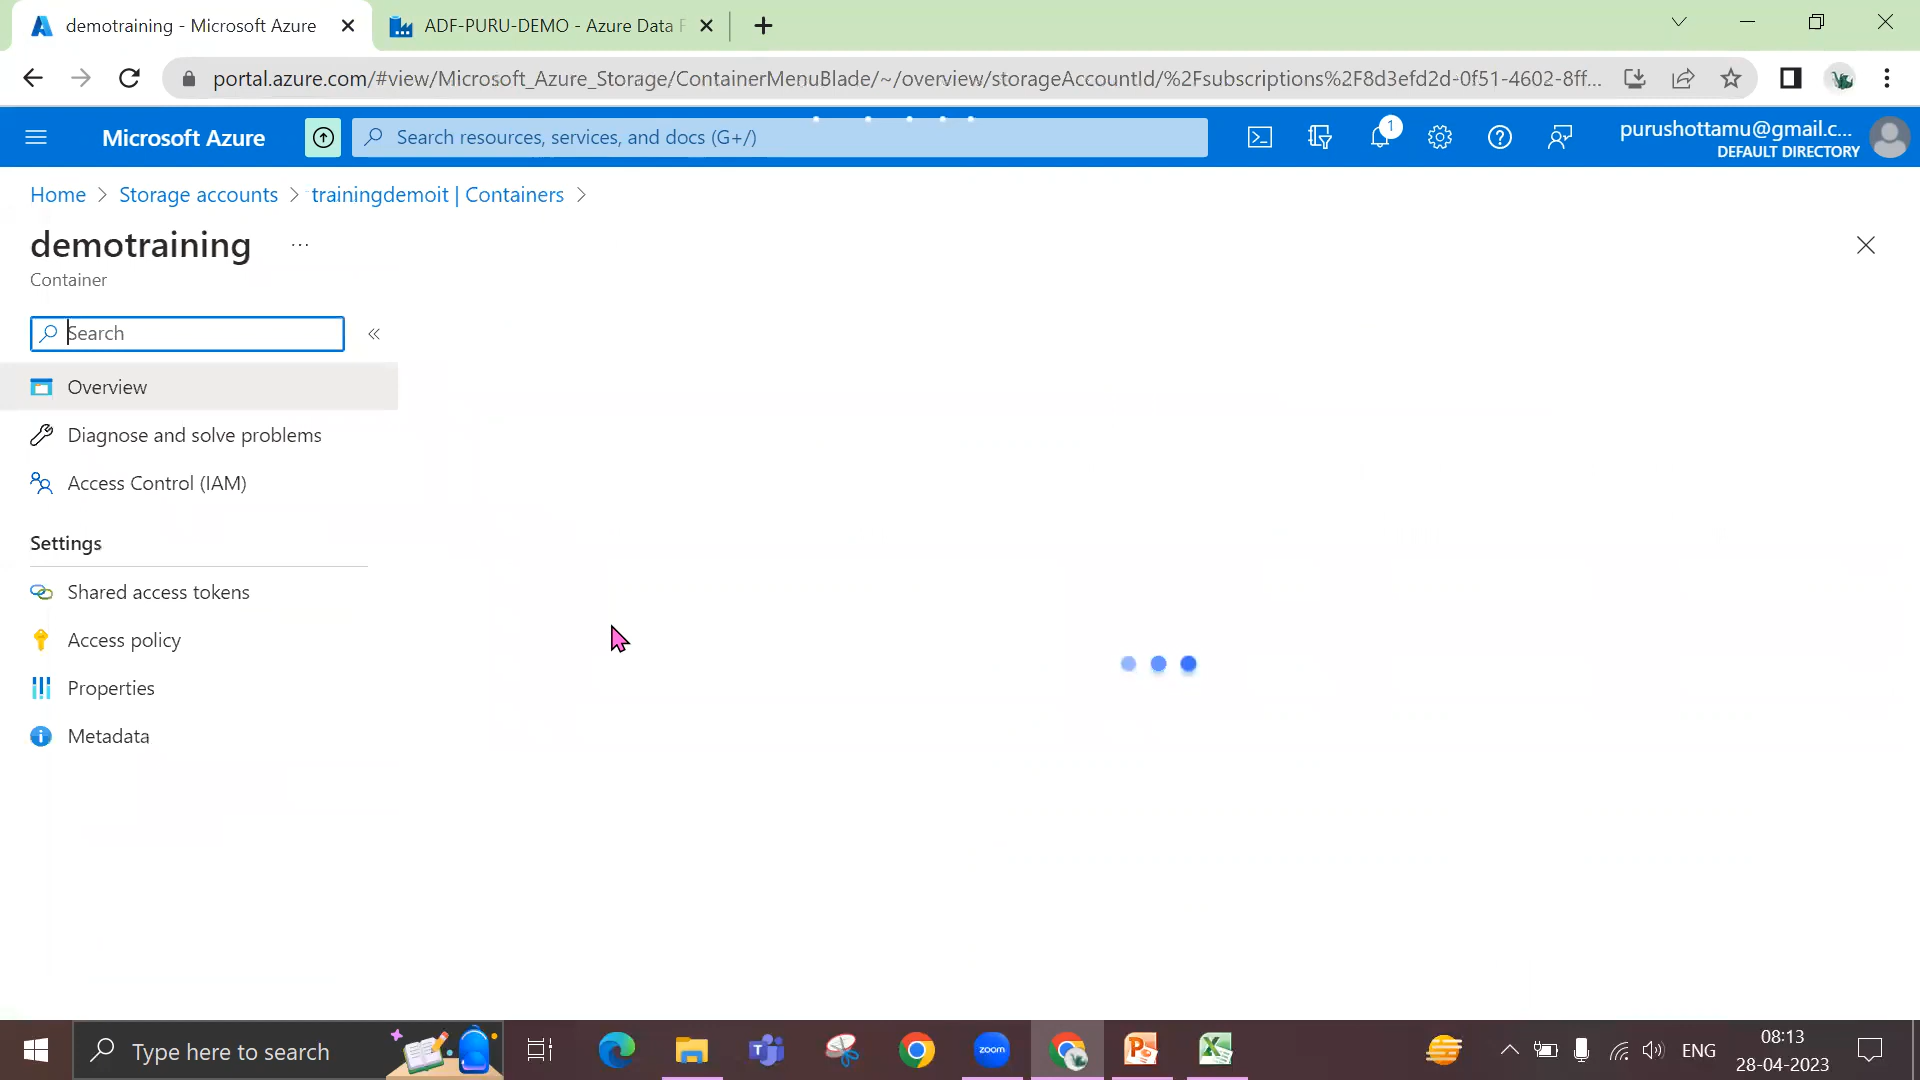 demotraining - Microsoft Azure
ADF-PURU-DEMO - Azure Data F
portal.azure.com/#view/Microsoft_Azure_Storage/ContainerMenuBlade/~/overview/storageAccountId/%2Fsubscriptions%2F8d3efd2d-0f51-4602-8ff...
Microsoft Azure
Search resources, services, and docs (G+/)
1
purushottamu@gmail.c...
DEFAULT DIRECTORY
Home > Storage accounts > trainingdemoit | Containers >
demotraining ...
Container
Search
Overview
Diagnose and solve problems
Access Control (IAM)
Settings
Shared access tokens
Access policy
Properties
Metadata
Type here to search
zoom
ENG
08:13
28-04-2023